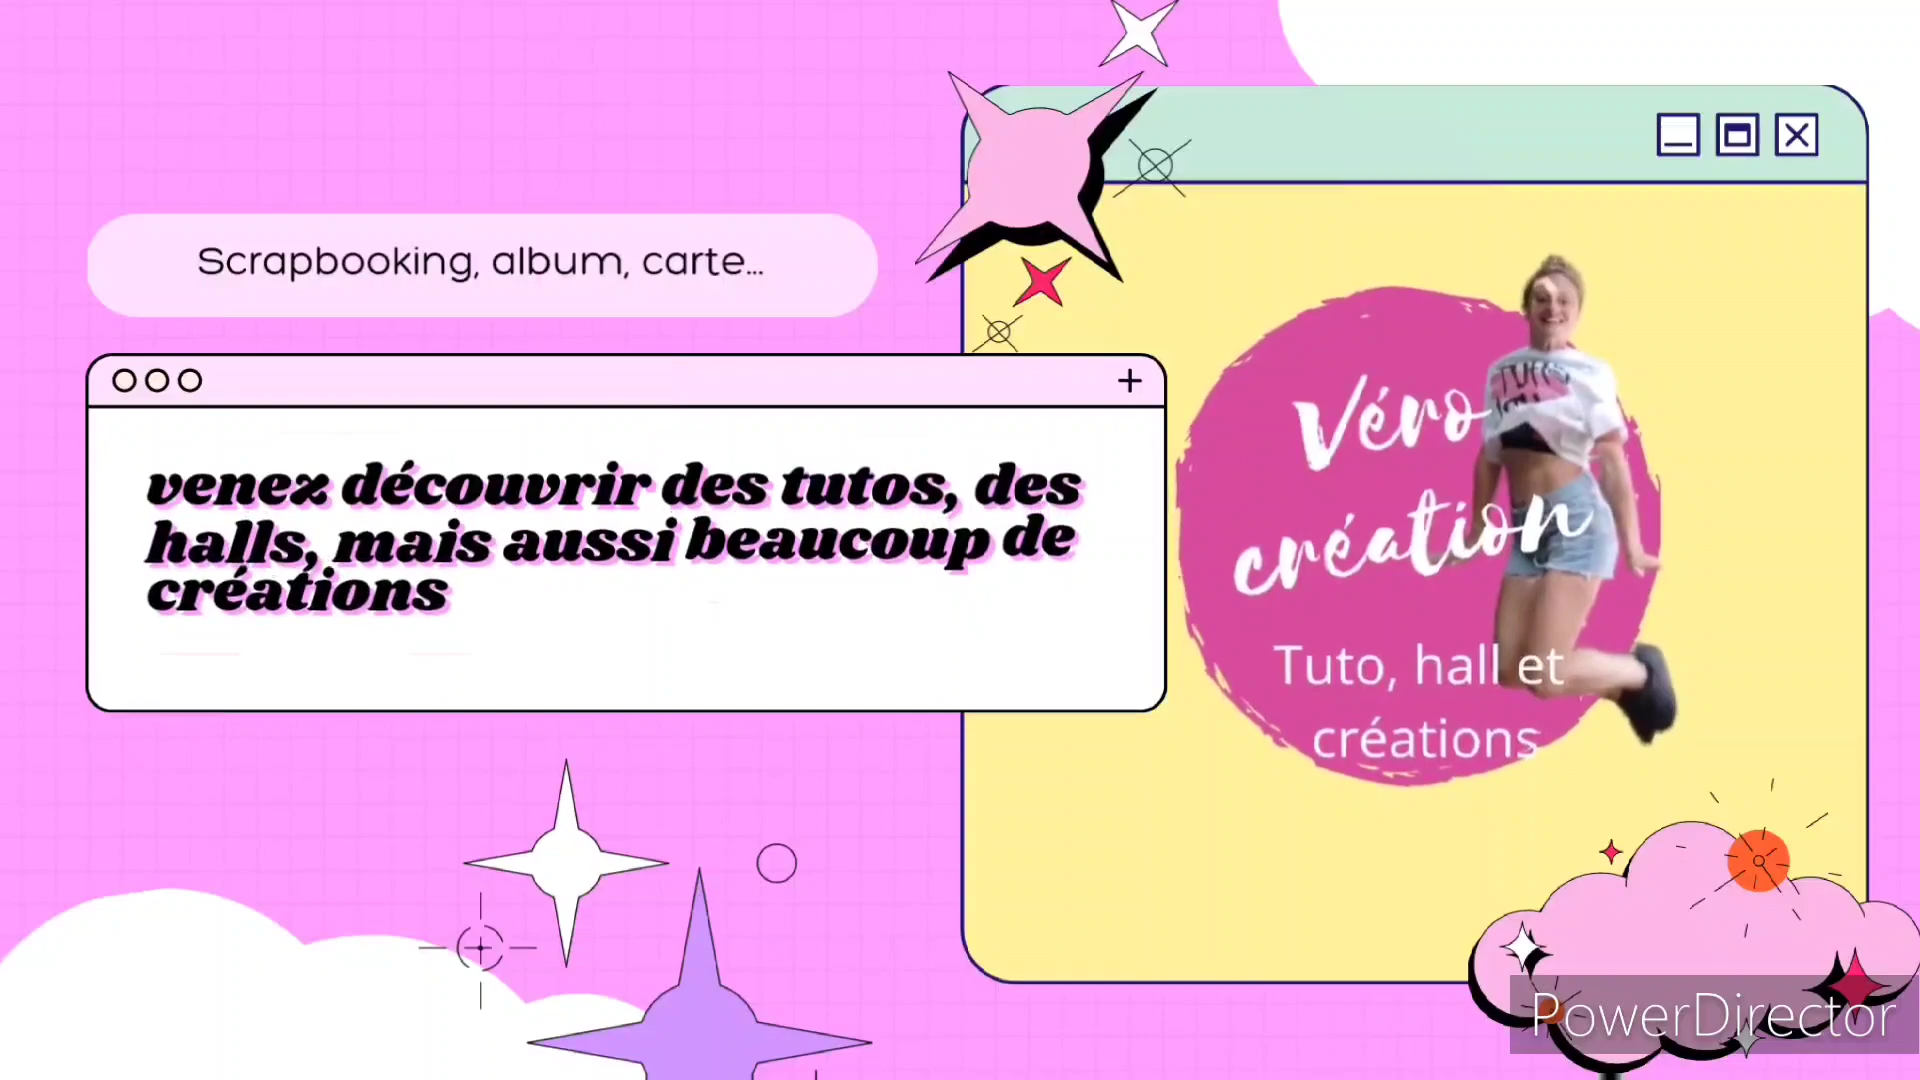 Scrapbooking, album, carte...
venez découvrir des tutos, des
halls, mais aussi beaucoup de
créations
Véro
création
Tuto, hall et
créations
PowerDirector